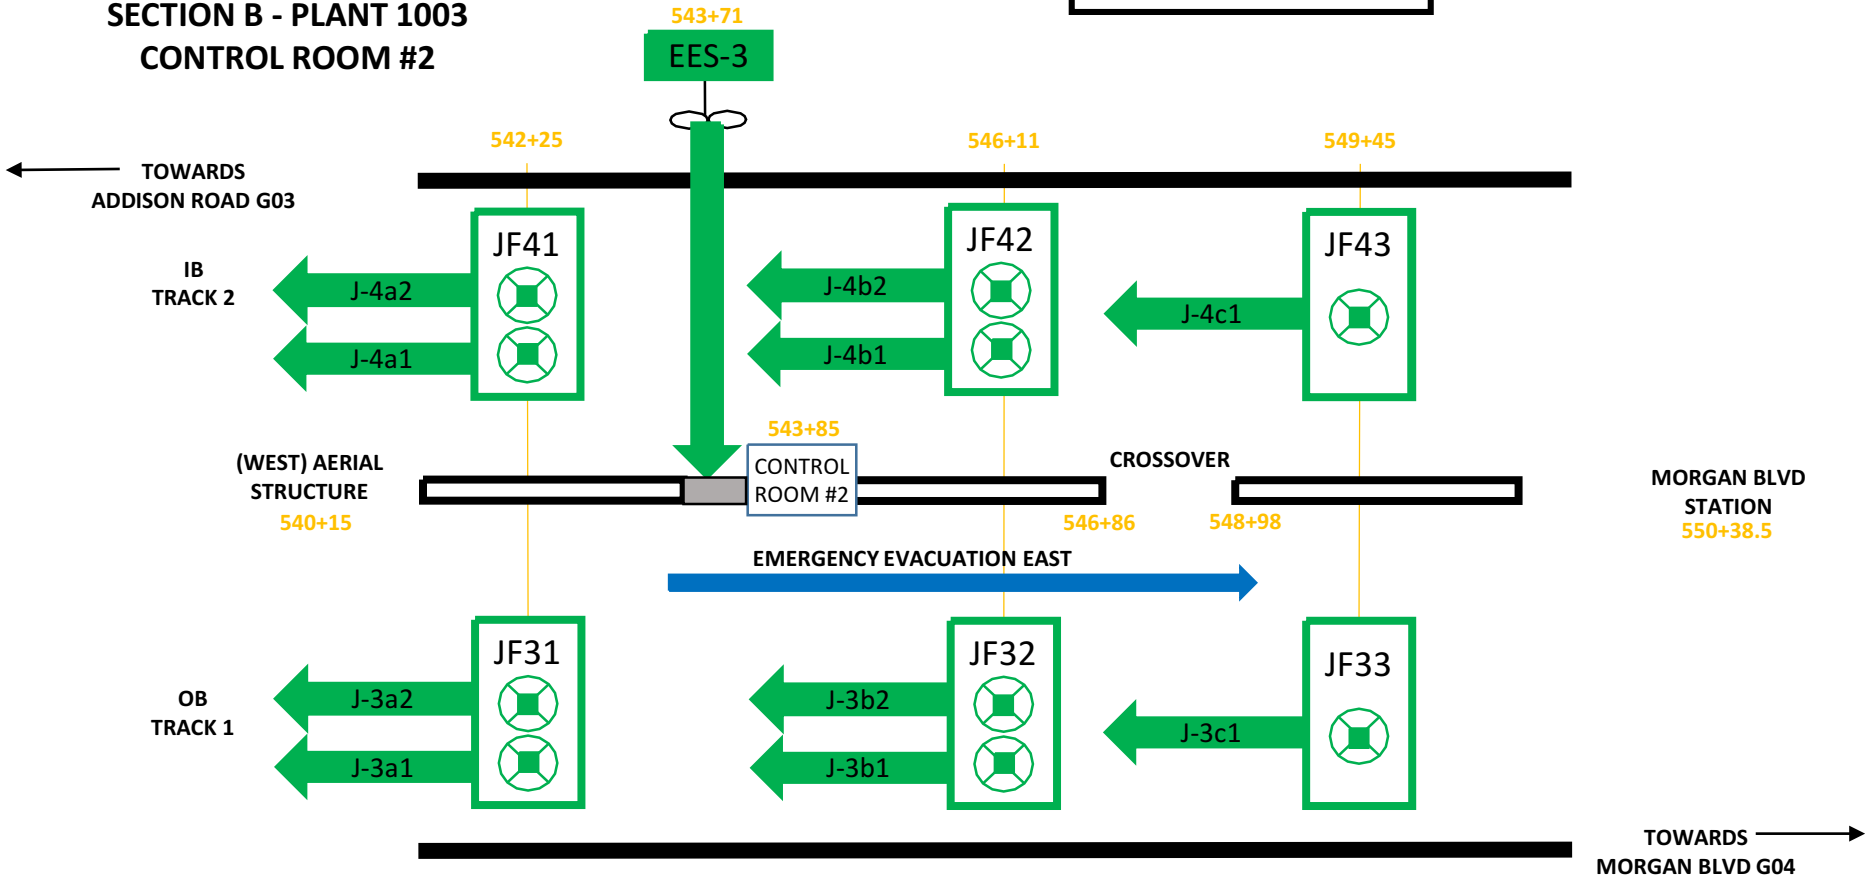 SECTION B - PLANT 1003
CONTROL ROOM #2
543+71
EES-3
542+25
546+11
549+45
TOWARDS
ADDISON ROAD G03
JF41
JF42
JF43
IB
TRACK 2
J-4a2
J-4b2
J-4c1
J-4a1
J-4b1
543+85
(WEST) AERIAL
STRUCTURE
540+15
CONTROL
ROOM #2
CROSSOVER
546+86
548+98
MORGAN BLVD
STATION
550+38.5
EMERGENCY EVACUATION EAST
JF31
JF32
JF33
OB
TRACK 1
J-3a2
J-3b2
J-3c1
J-3a1
J-3b1
TOWARDS
MORGAN BLVD G04